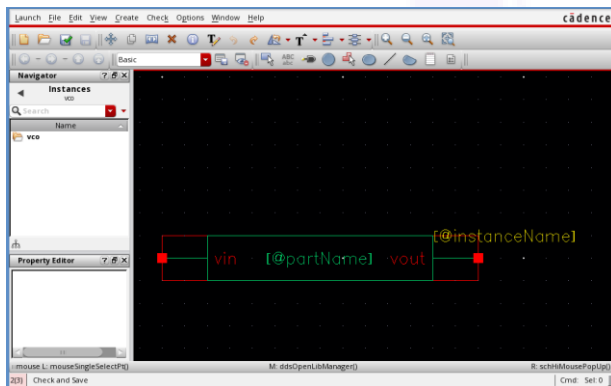 Launch File Edit View Create Check Options Window Help
cādence
Basic
Navigator
Instances
vco
Search
Name
vco
[@instanceName]
vin [@partName] vout
Property Editor
mouse L: mouseSingleSelectPt()
M: ddsOpenLibManager()
R: schHiMousePopUp()
2(3) Check and Save
Cmd: Sel: 0